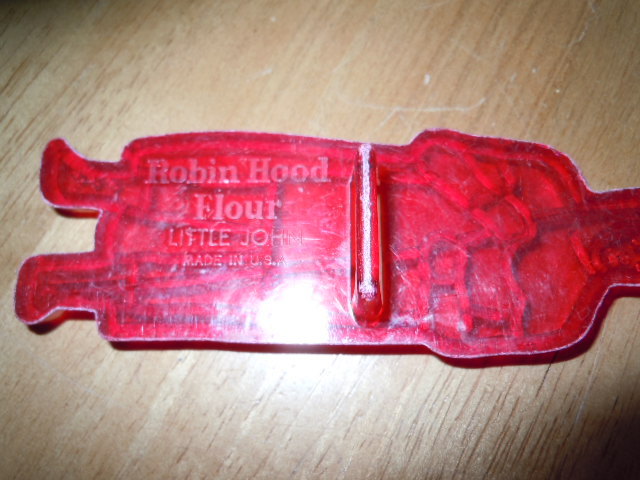 Robin Hood
Flour
LITTLE JOHN
MADE IN U.S.A